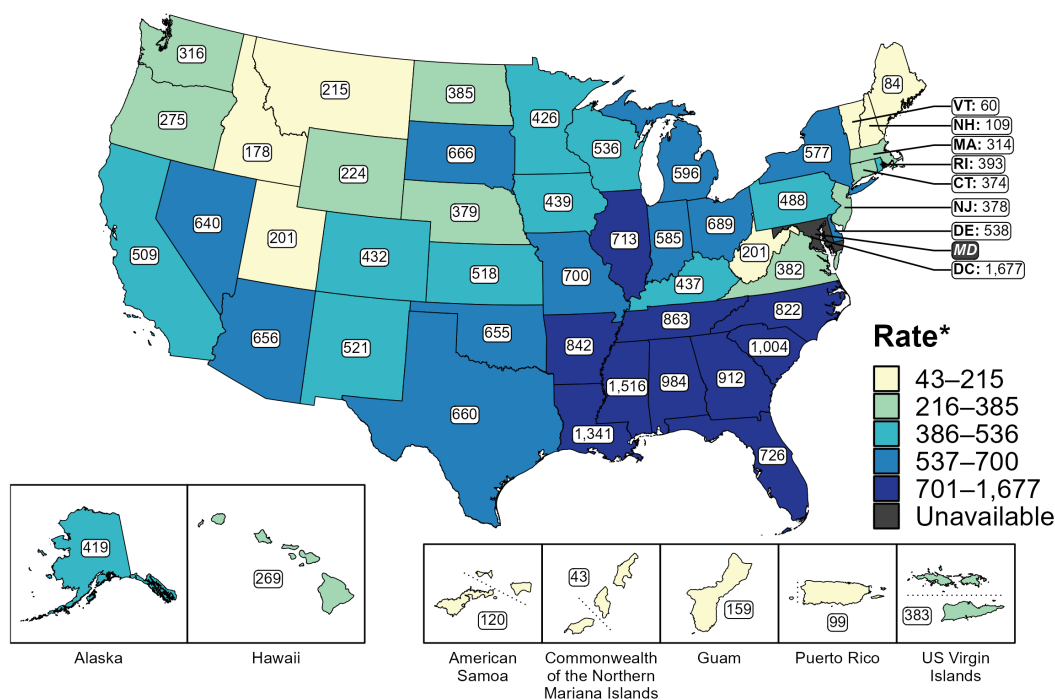 316
215
385
426
84
VT: 60
NH: 109
MA: 314
RI: 393
CT: 374
NJ: 378
DE: 538
MD
DC: 1,677
275
178
224
666
536
596
577
640
201
379
439
713
585
689
488
201
382
509
432
518
700
437
656
521
655
842
863
822
1,004
660
1,341
1,516
984
912
726
Rate*
43–215
216–385
386–536
537–700
701–1,677
Unavailable
419
Alaska
269
Hawaii
120
American
Samoa
43
Commonwealth
of the Northern
Mariana Islands
159
Guam
99
Puerto Rico
383
US Virgin
Islands